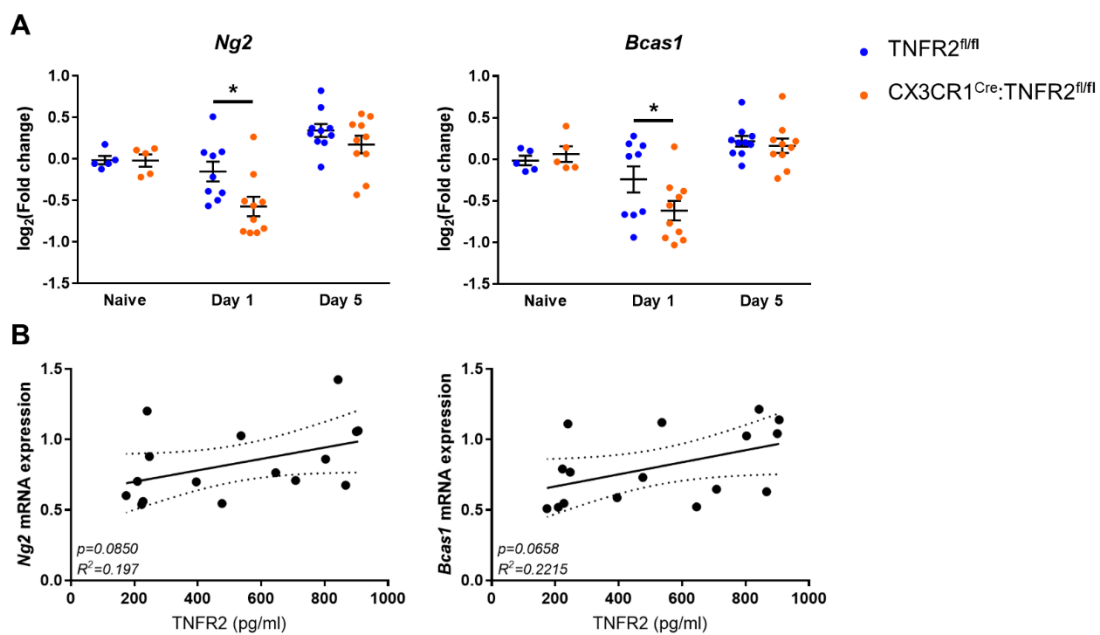 A
Ng2
Bcas1
TNFR2fl/fl
CX3CR1Cre:TNFR2fl/fl
log2(Fold change)
1.0
0.5
0.0
-0.5
-1.0
-1.5
*
Naive Day 1 Day 5
log2(Fold change)
1.0
0.5
0.0
-0.5
-1.0
-1.5
*
Naive Day 1 Day 5
B
Ng2 mRNA expression
1.5
1.0
0.5
0.0
p=0.0850
R2=0.197
0 200 400 600 800 1000
TNFR2 (pg/ml)
Bcas1 mRNA expression
1.5
1.0
0.5
0.0
p=0.0658
R2=0.2215
0 200 400 600 800 1000
TNFR2 (pg/ml)